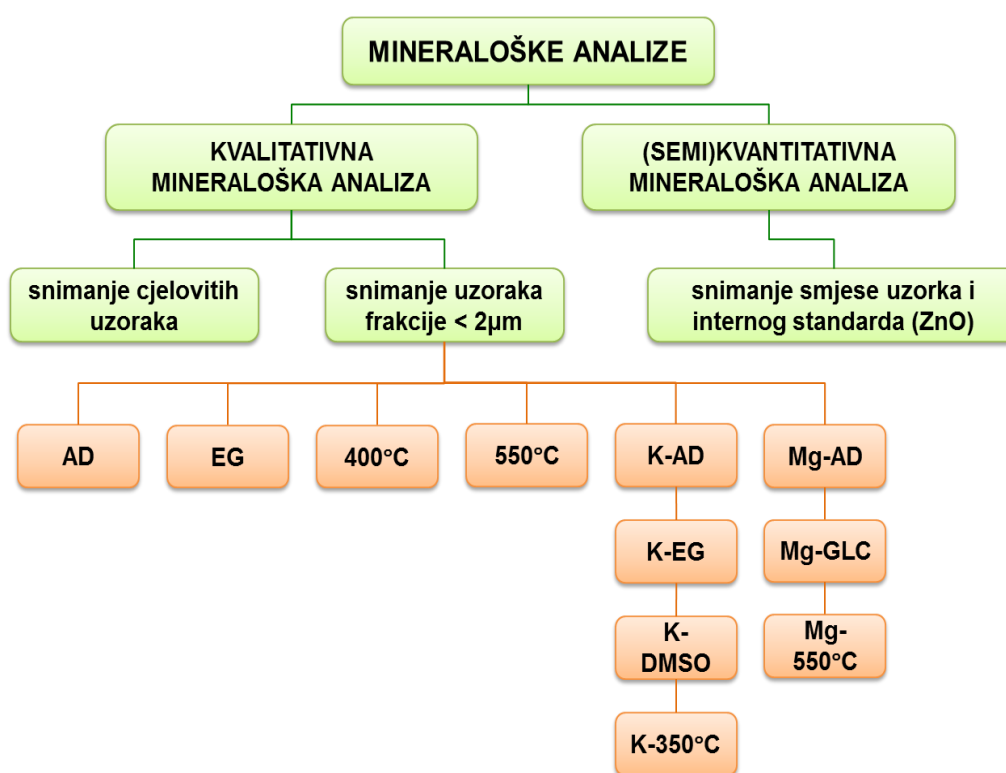 MINERALOŠKE ANALIZE
KVALITATIVNA
MINERALOŠKA ANALIZA
(SEMI)KVANTITATIVNA
MINERALOŠKA ANALIZA
snimanje cjelovitih
uzoraka
snimanje uzoraka
frakcije < 2µm
snimanje smjese uzorka i
internog standarda (ZnO)
AD
EG
400°C
550°C
K-AD
Mg-AD
K-EG
Mg-GLC
K-
DMSO
Mg-
550°C
K-350°C